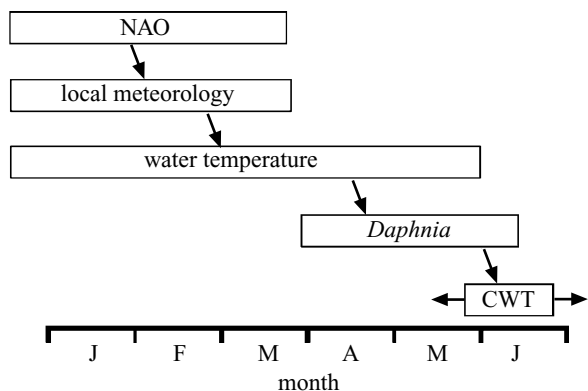 NAO
local meteorology
water temperature
Daphnia
CWT
J F M A M J
month